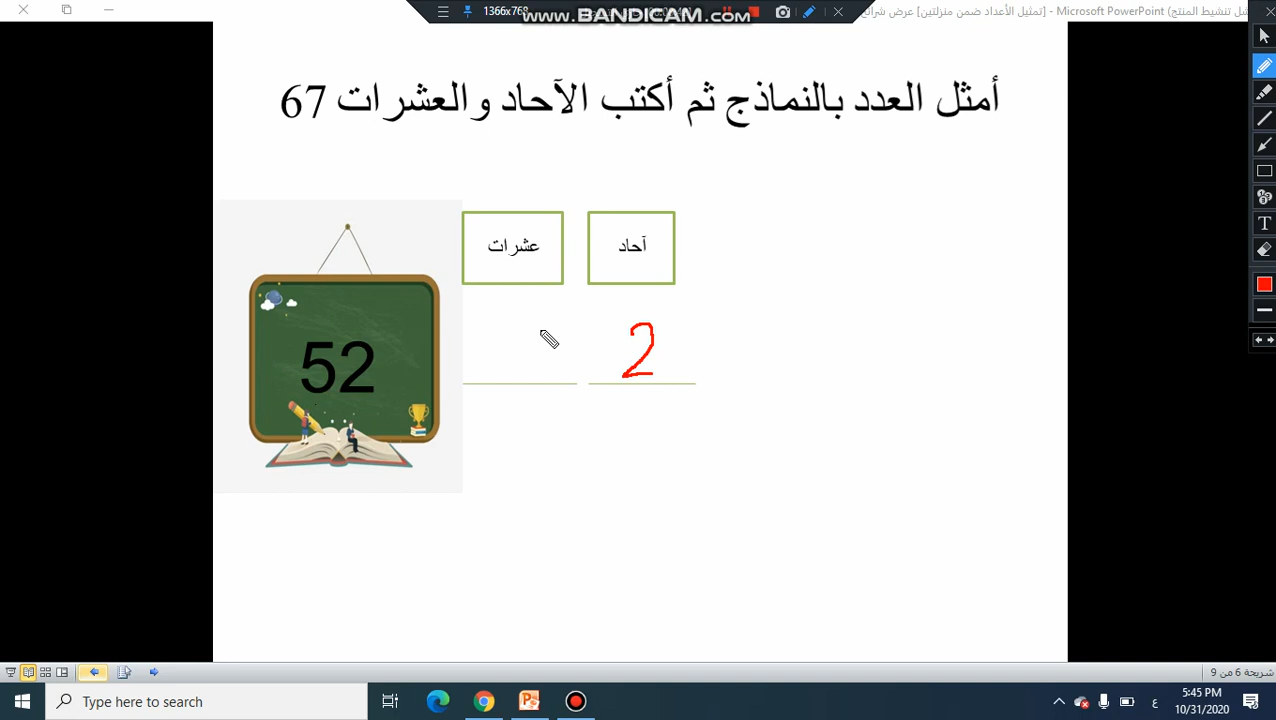 1366x768
www.BANDICAM.com
[تمثيل الأعداد ضمن منزلتين] عرض شرائح
Microsoft PowerPoint -
تنشيط المنتج)
أمثل العدد بالنماذج ثم أكتب الآحاد والعشرات 67
آحاد
عشرات
2
52
شريحة 6 من 9
Type here to search
ع
5:45 PM
10/31/2020